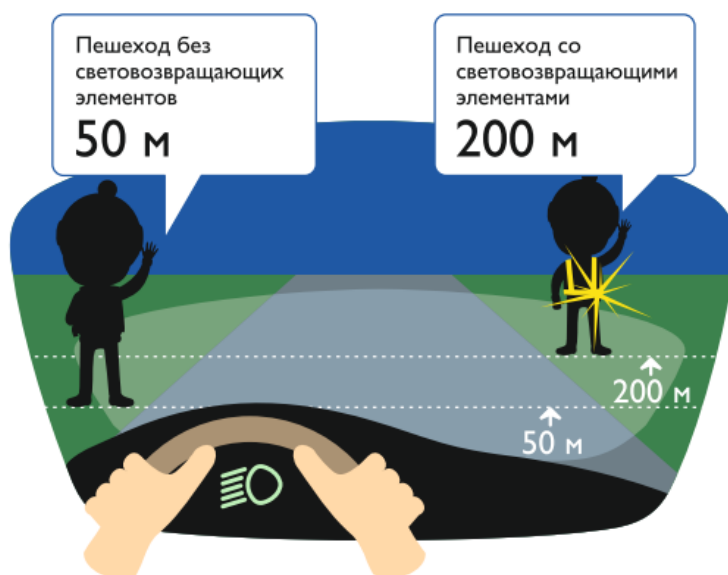 Пешеход без
световозвращающих
элементов
50 м
Пешеход со
световозвращающими
элементами
200 м
200 м
50 м